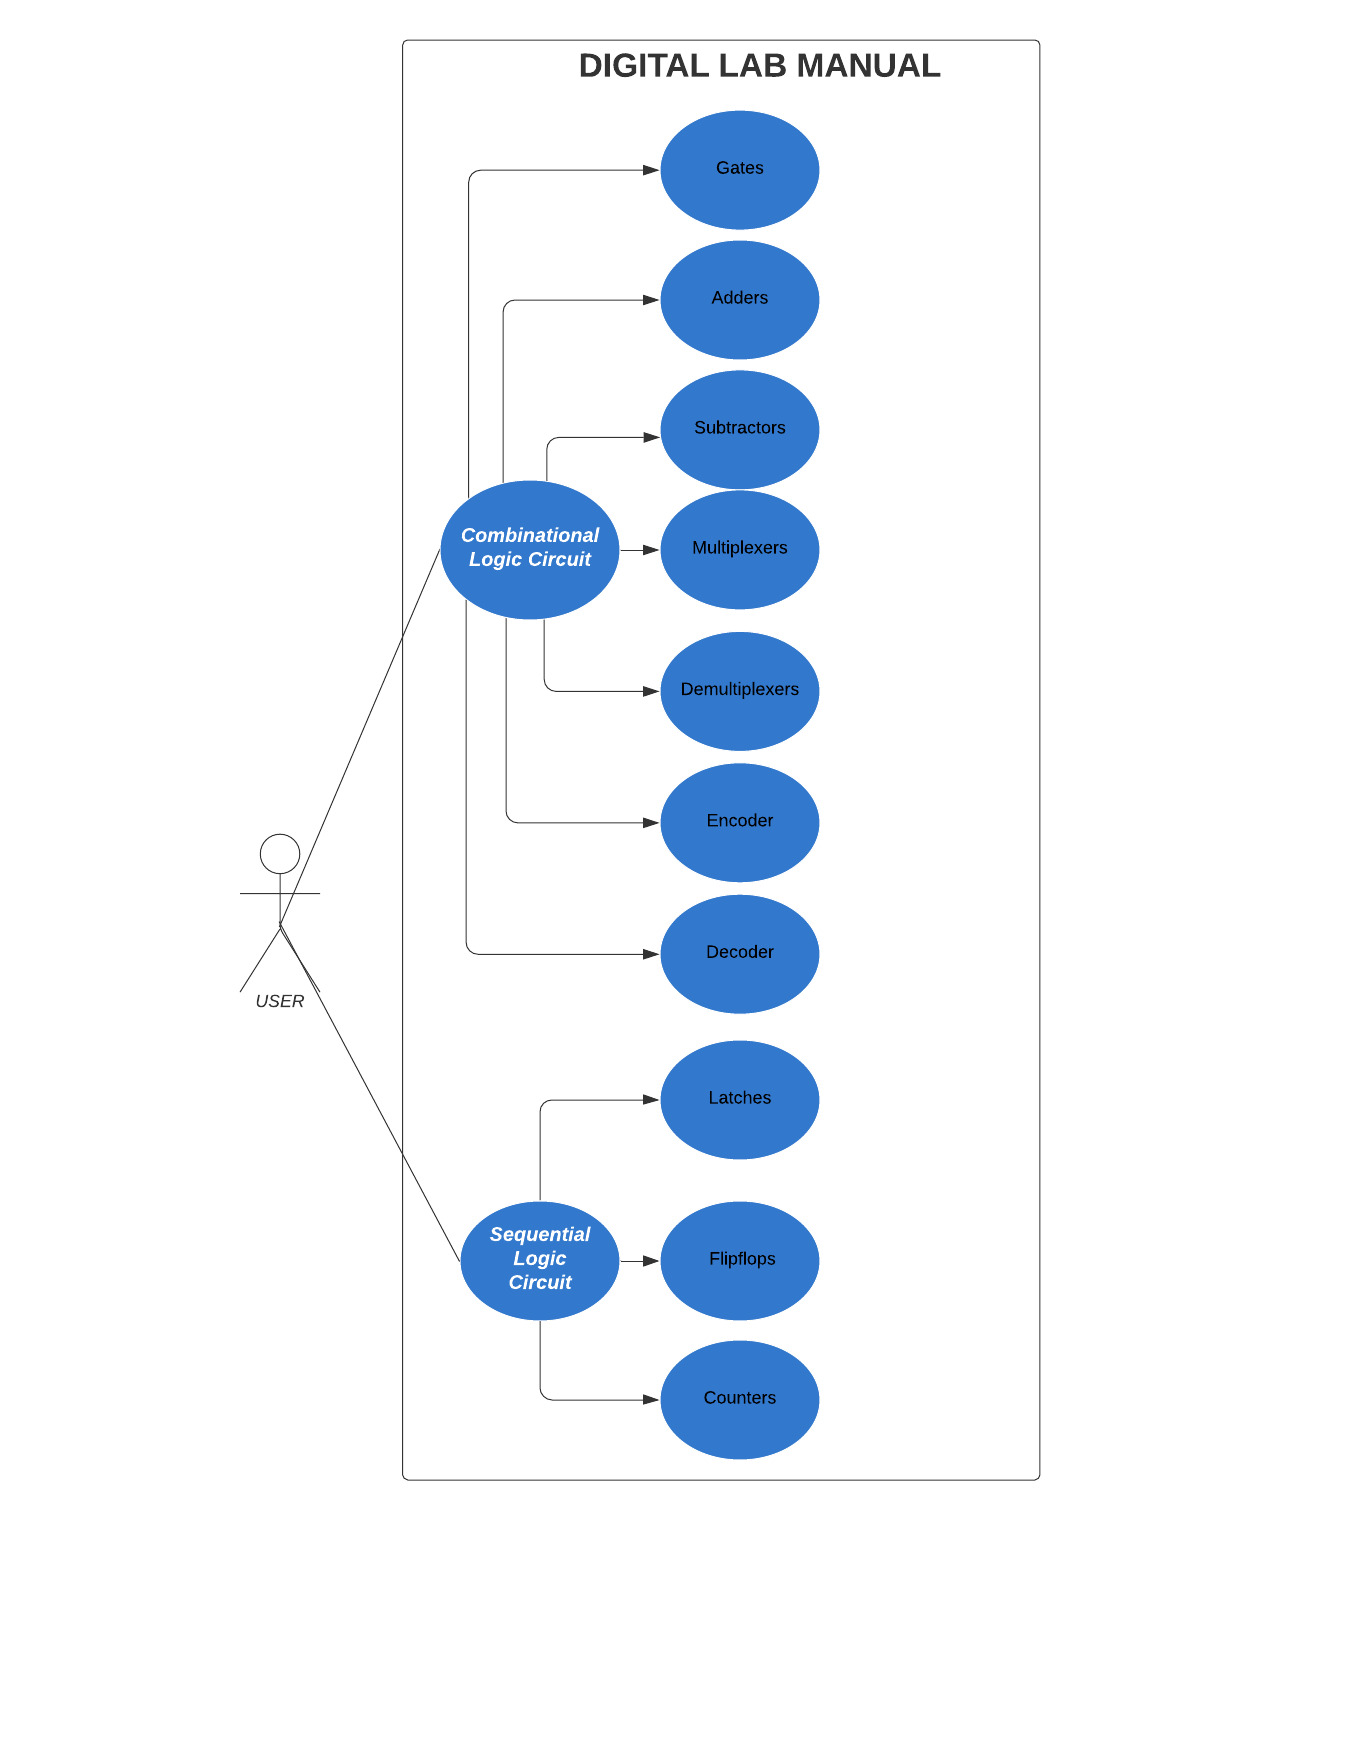 DIGITAL LAB MANUAL
Gates
Adders
Subtractors
Combinational
Logic Circuit
Multiplexers
Demultiplexers
Encoder
Decoder
USER
Latches
Sequential
Logic
Circuit
Flipflops
Counters